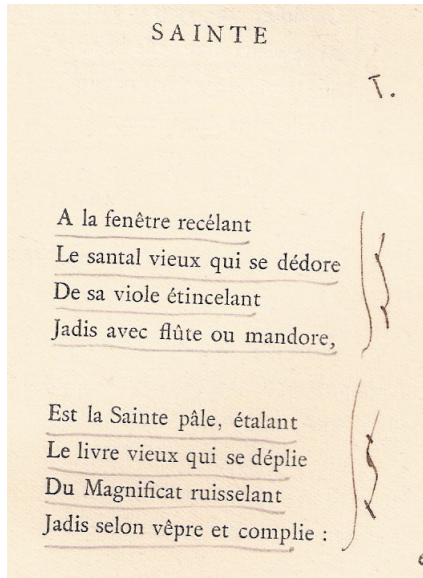 SAINTE
T.
A la fenêtre recélant
Le santal vieux qui se dédore
De sa viole étincelant
Jadis avec flûte ou mandore,
Est la Sainte pâle, étalant
Le livre vieux qui se déplie
Du Magnificat ruisselant
Jadis selon vêpre et complie :